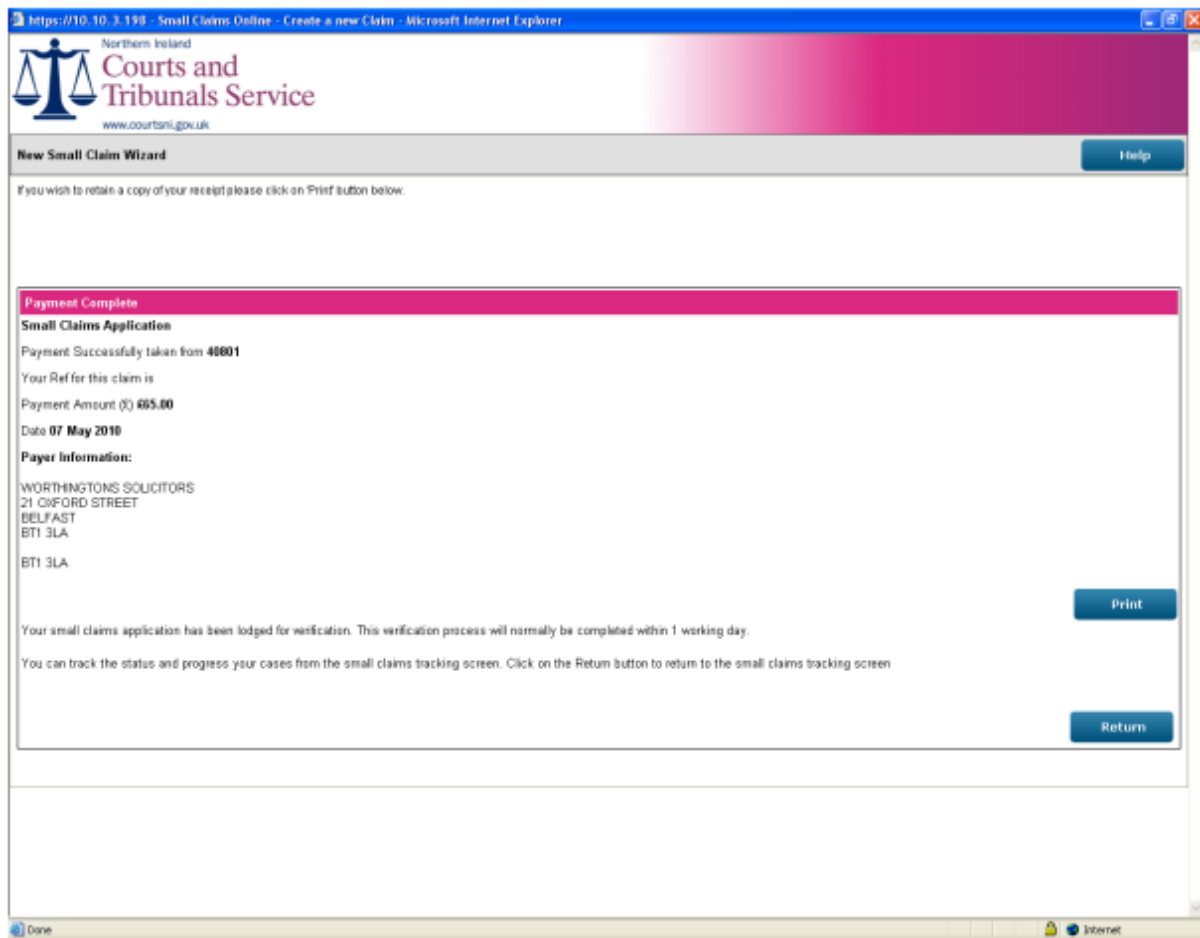 https://10.10.3.198 - Small Claims Online - Create a new Claim - Microsoft Internet Explorer
Northern Ireland
Courts and
Tribunals Service
www.courtsni.gov.uk
New Small Claim Wizard
Help
If you wish to retain a copy of your receipt please click on 'Print' button below.
Payment Complete
Small Claims Application
Payment Successfully taken from 40801
Your Ref for this claim is
Payment Amount (£) £65.00
Date 07 May 2010
Payer Information:
WORTHINGTONS SOLICITORS
21 OXFORD STREET
BELFAST
BT1 3LA
BT1 3LA
Print
Your small claims application has been lodged for verification. This verification process will normally be completed within 1 working day.
You can track the status and progress your cases from the small claims tracking screen. Click on the Return button to return to the small claims tracking screen
Return
Done
Internet